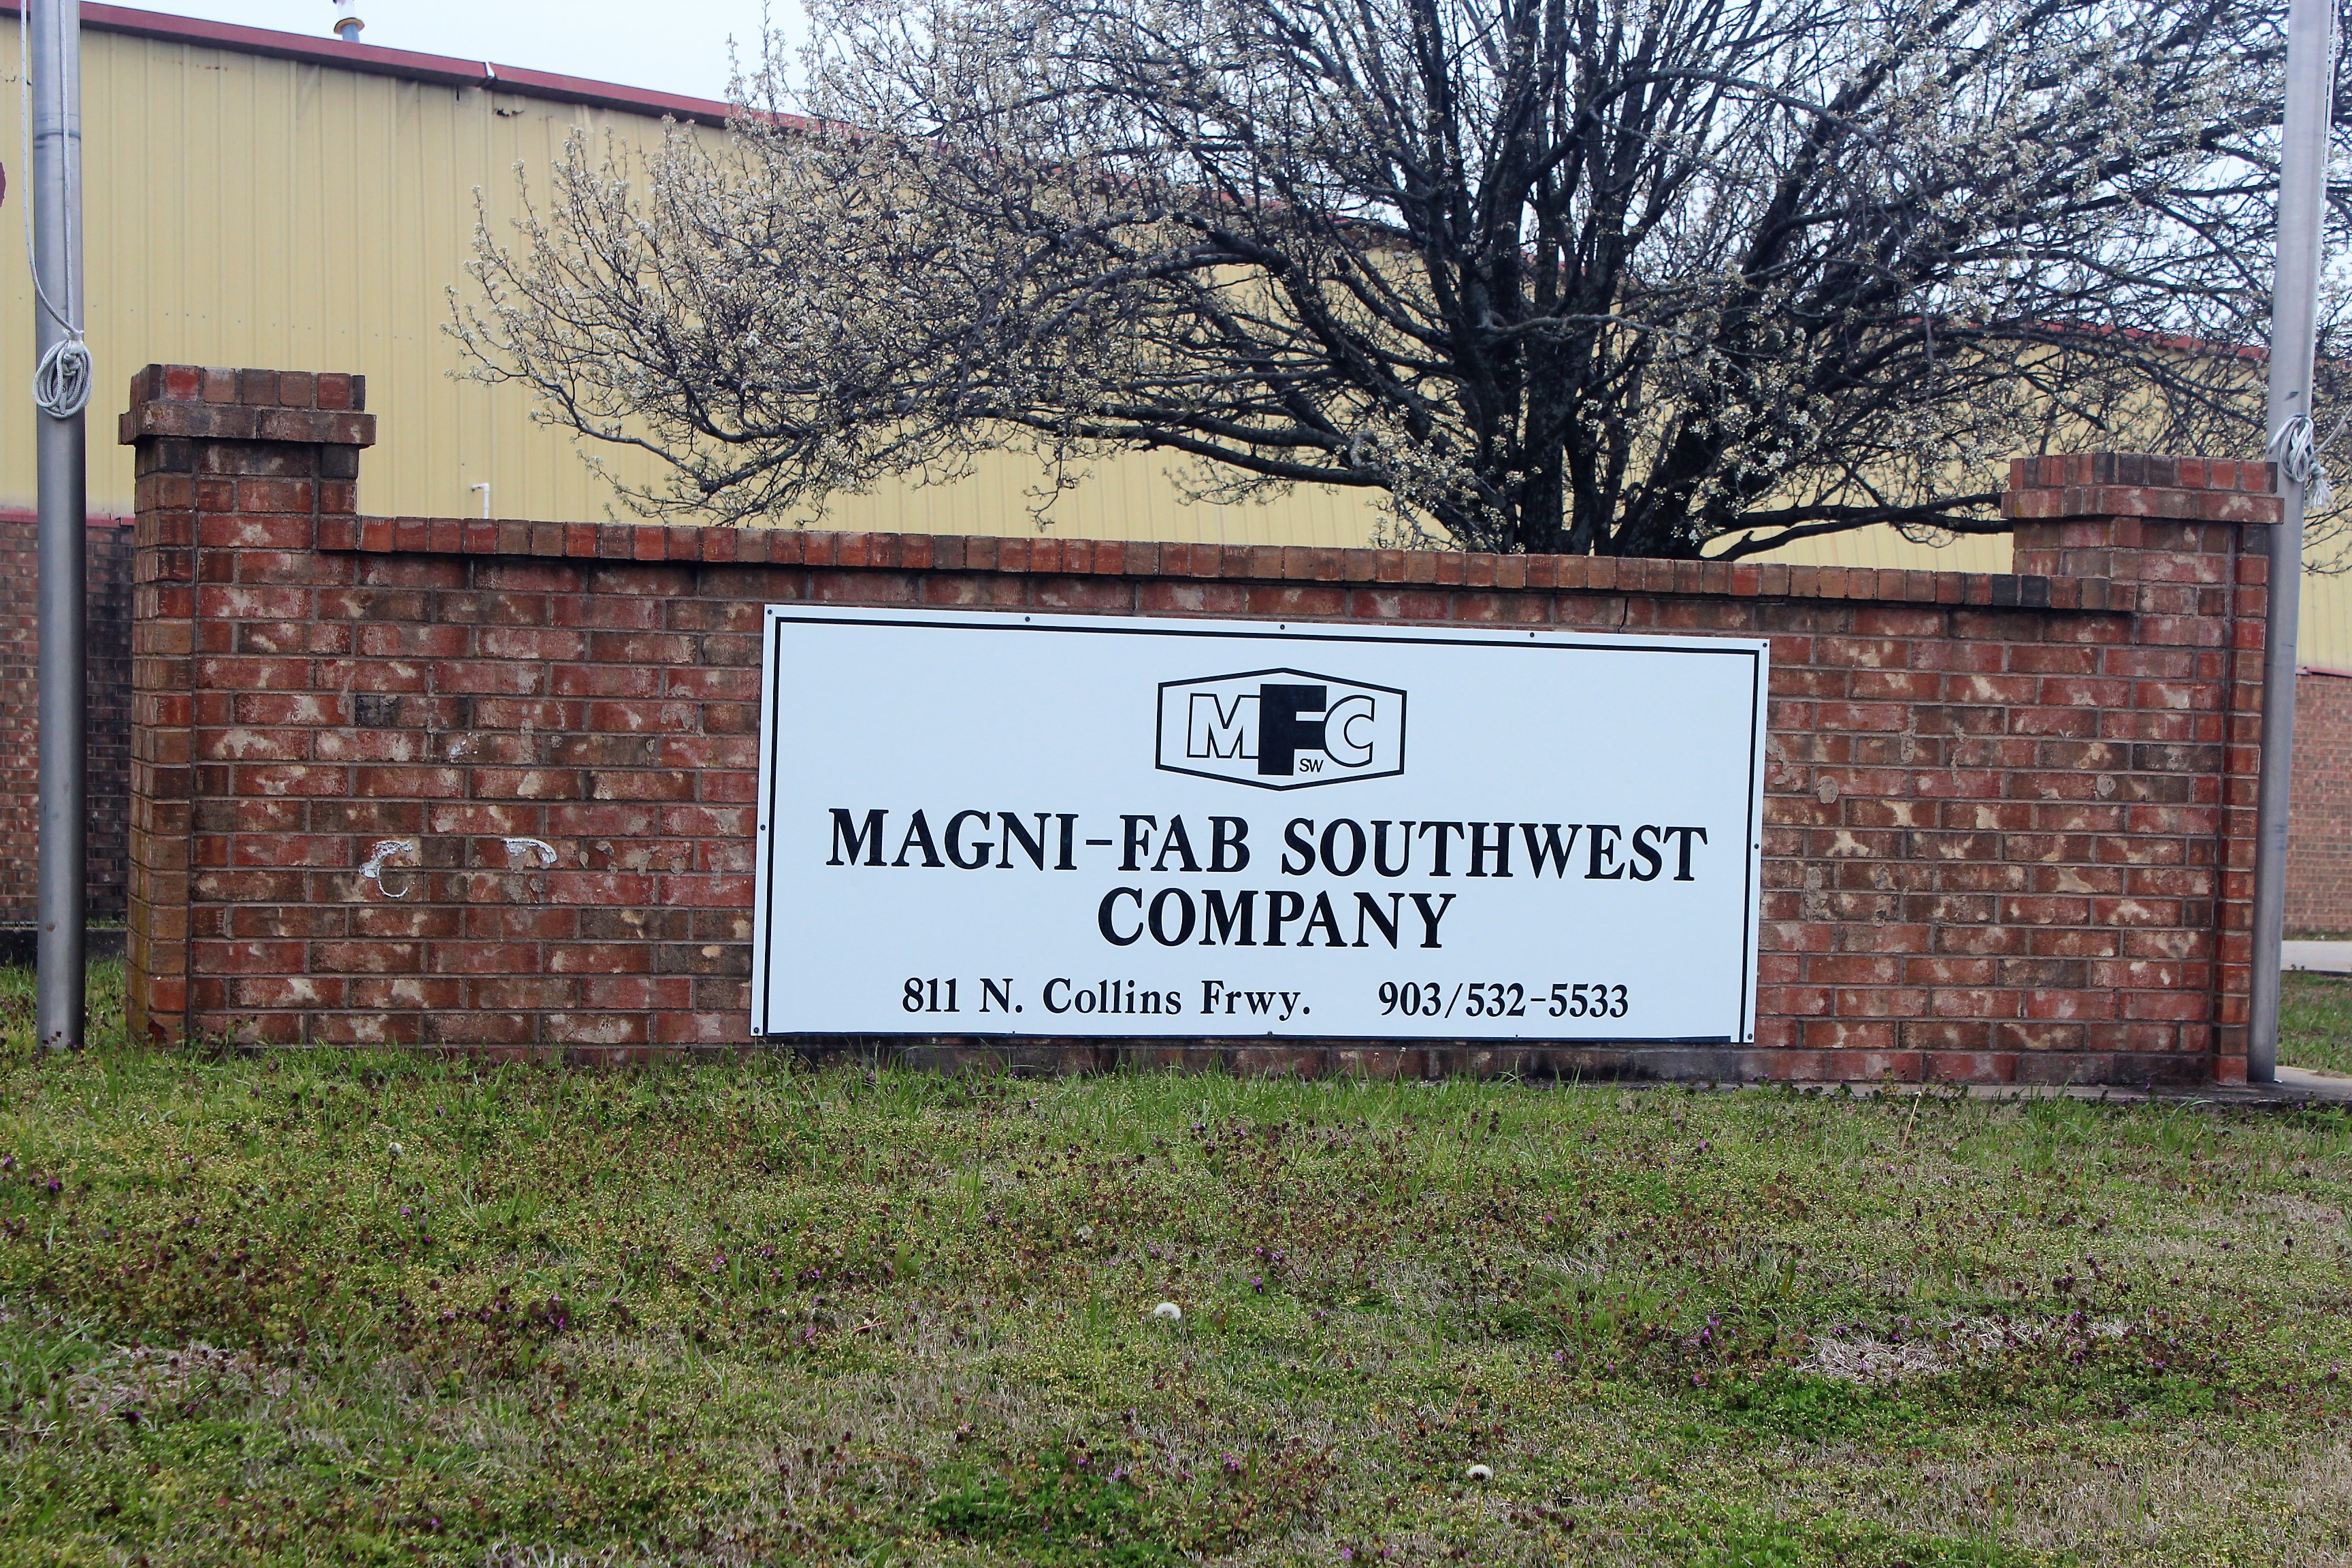 MFC
SW
MAGNI-FAB SOUTHWEST
COMPANY
811 N. Collins Frwy. 903/532-5533